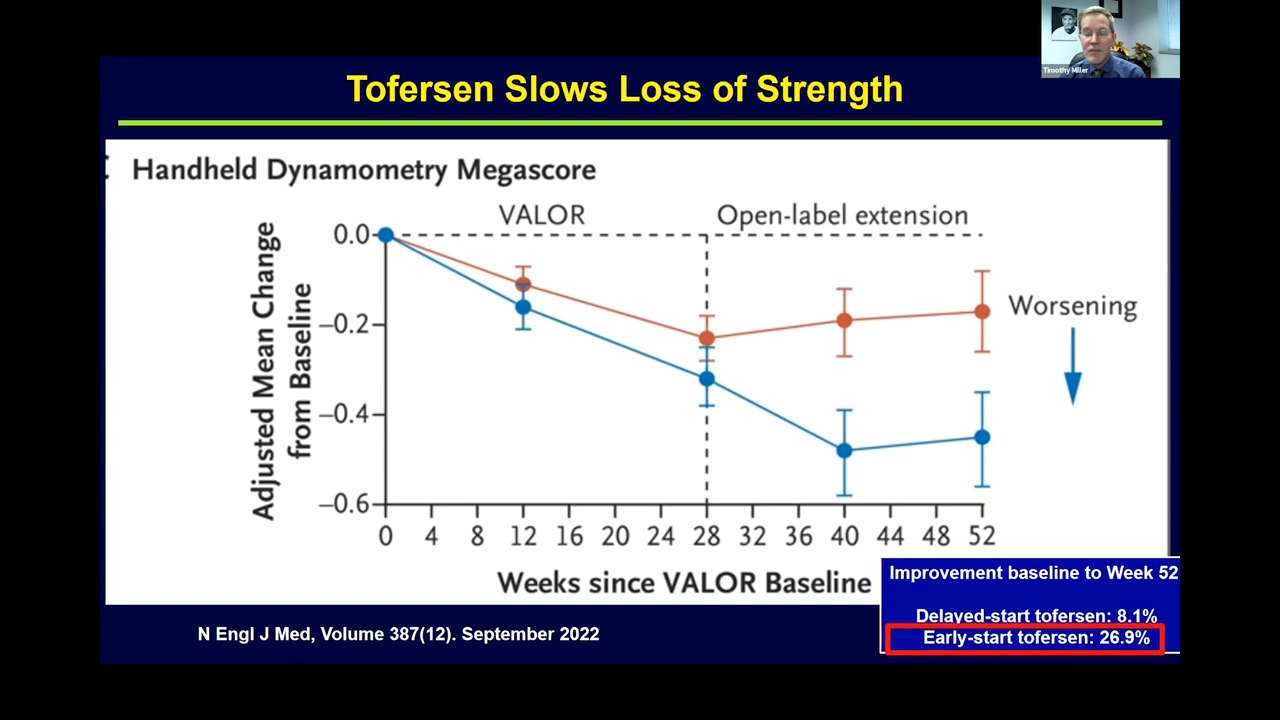 Timothy Miller
Tofersen Slows Loss of Strength
Handheld Dynamometry Megascore
VALOR
Open-label extension
Adjusted Mean Change
from Baseline
0.0
–0.2
–0.4
–0.6
Worsening
0 4 8 12 16 20 24 28 32 36 40 44 48 52
Weeks since VALOR Baseline
Improvement baseline to Week 52
Delayed-start tofersen: 8.1%
Early-start tofersen: 26.9%
N Engl J Med, Volume 387(12). September 2022